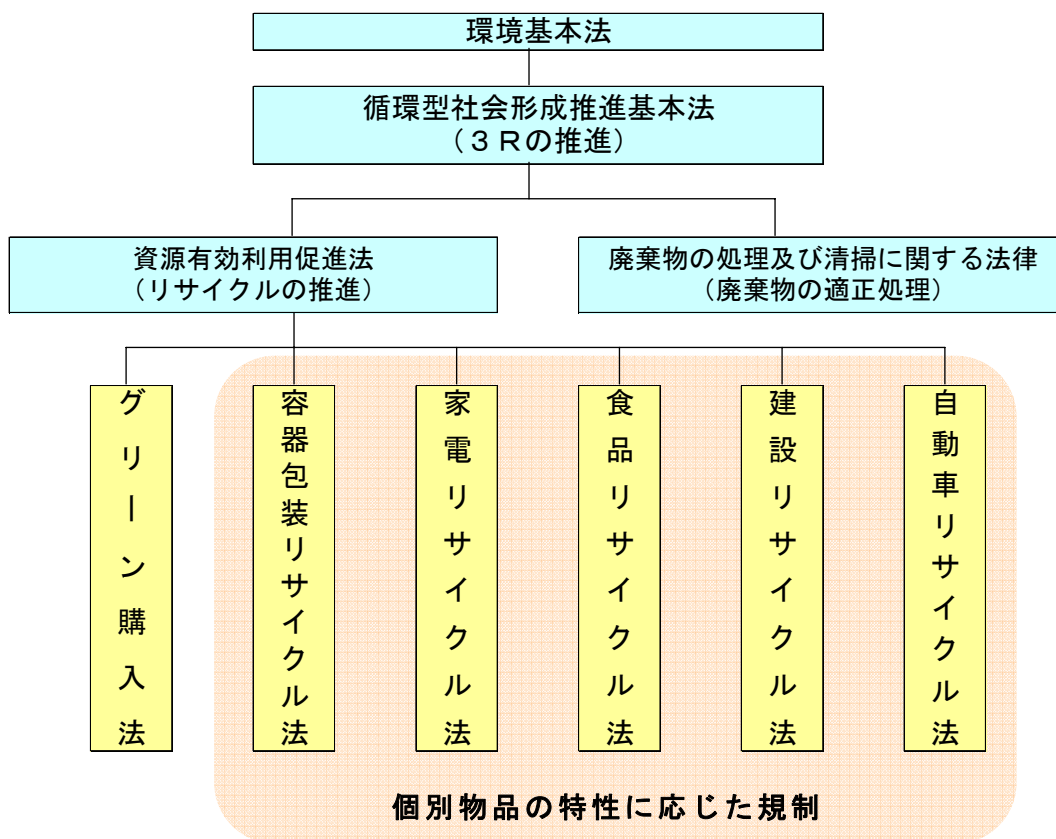 環境基本法
循環型社会形成推進基本法
(３Ｒの推進)
資源有効利用促進法
(リサイクルの推進)
廃棄物の処理及び清掃に関する法律
(廃棄物の適正処理)
グリーン購入法
容器包装リサイクル法
家電リサイクル法
食品リサイクル法
建設リサイクル法
自動車リサイクル法
個別物品の特性に応じた規制